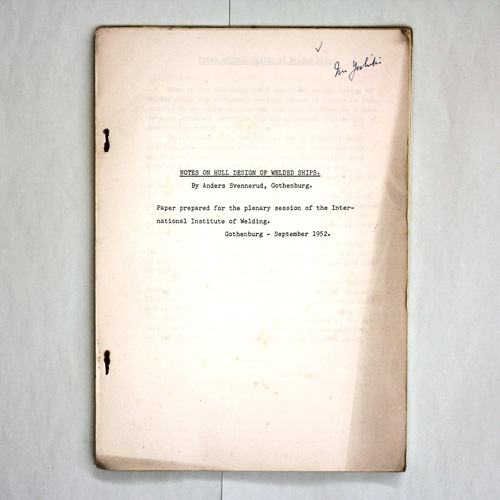 NOTES ON HULL DESIGN OF WELDED SHIPS.
By Anders Svennerud, Gothenburg.
Paper prepared for the plenary session of the Inter-
national Institute of Welding.
Gothenburg - September 1952.